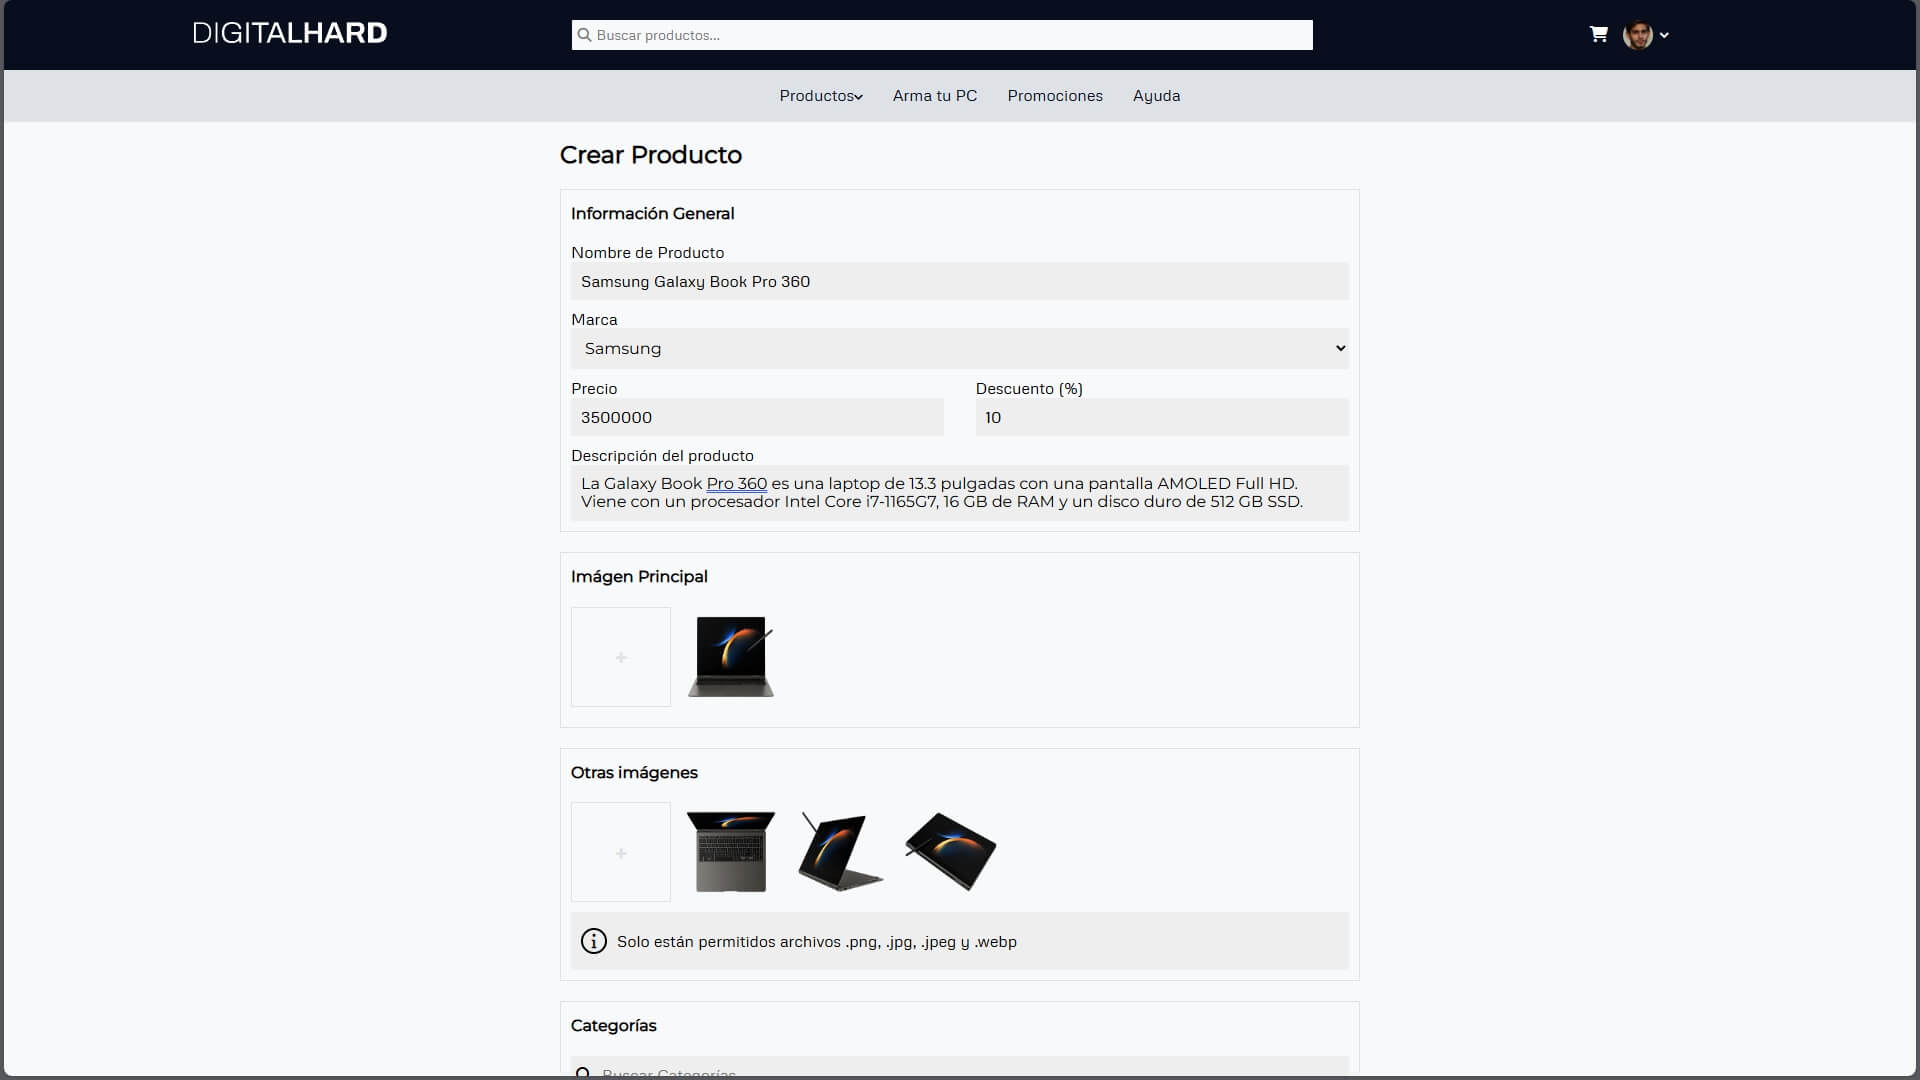 DIGITALHARD
Buscar productos...
Productos
Arma tu PC
Promociones
Ayuda
Crear Producto
Información General
Nombre de Producto
Samsung Galaxy Book Pro 360
Marca
Samsung
Precio
Descuento (%)
3500000
10
Descripción del producto
La Galaxy Book Pro 360 es una laptop de 13.3 pulgadas con una pantalla AMOLED Full HD.
Viene con un procesador Intel Core i7-1165G7, 16 GB de RAM y un disco duro de 512 GB SSD.
Imágen Principal
+
Otras imágenes
+
Solo están permitidos archivos .png, .jpg, .jpeg y .webp
Categorías
Buscar Categorías